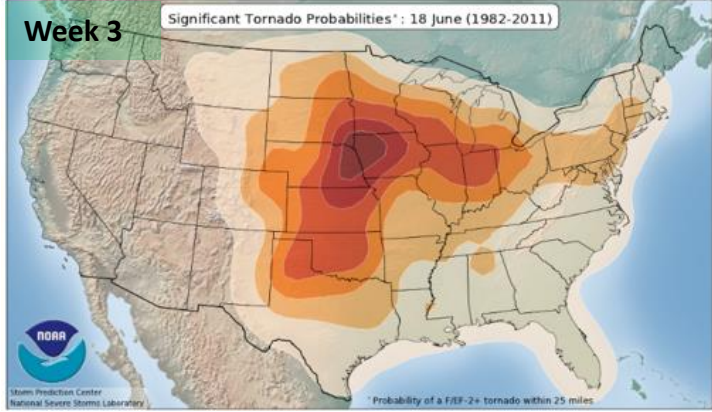 Week 3
Significant Tornado Probabilities*: 18 June (1982-2011)
NOAA
Storm Prediction Center
National Severe Storms Laboratory
*Probability of a F/EF-2+ tornado within 25 miles